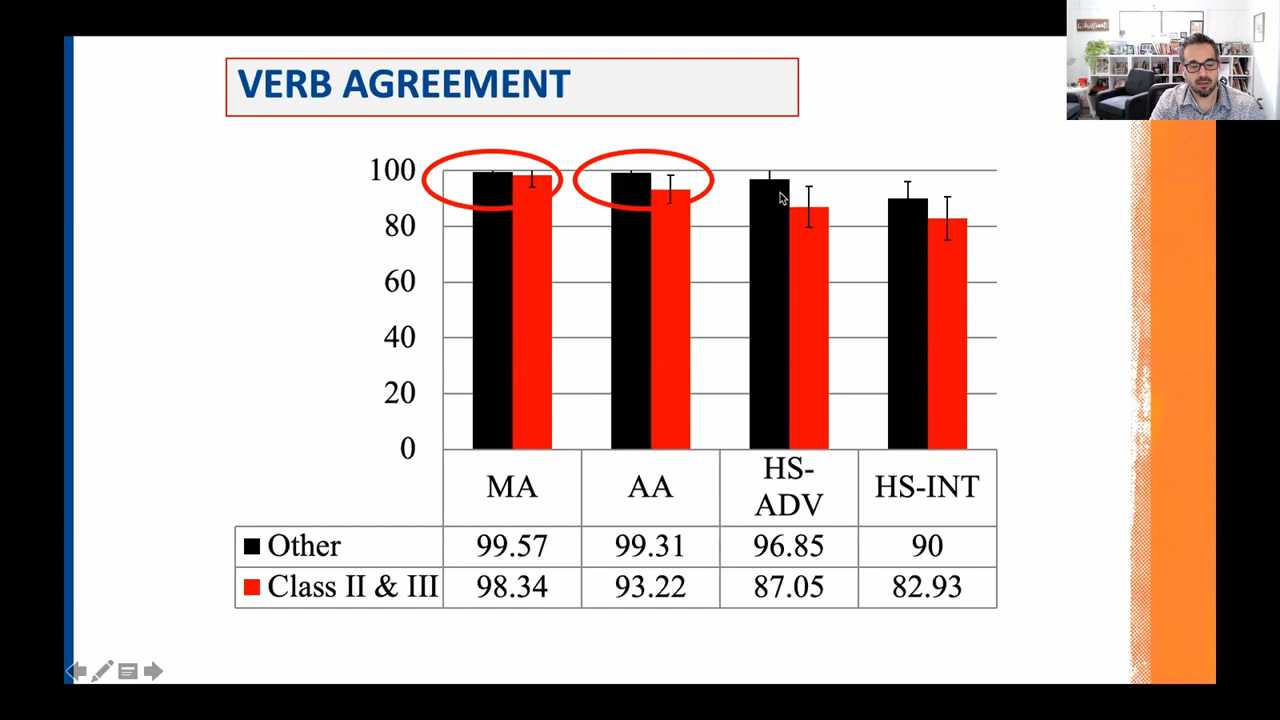 VERB AGREEMENT
100
80
60
40
20
0
MA AA HS-ADV HS-INT
Other 99.57 99.31 96.85 90
Class II & III 98.34 93.22 87.05 82.93